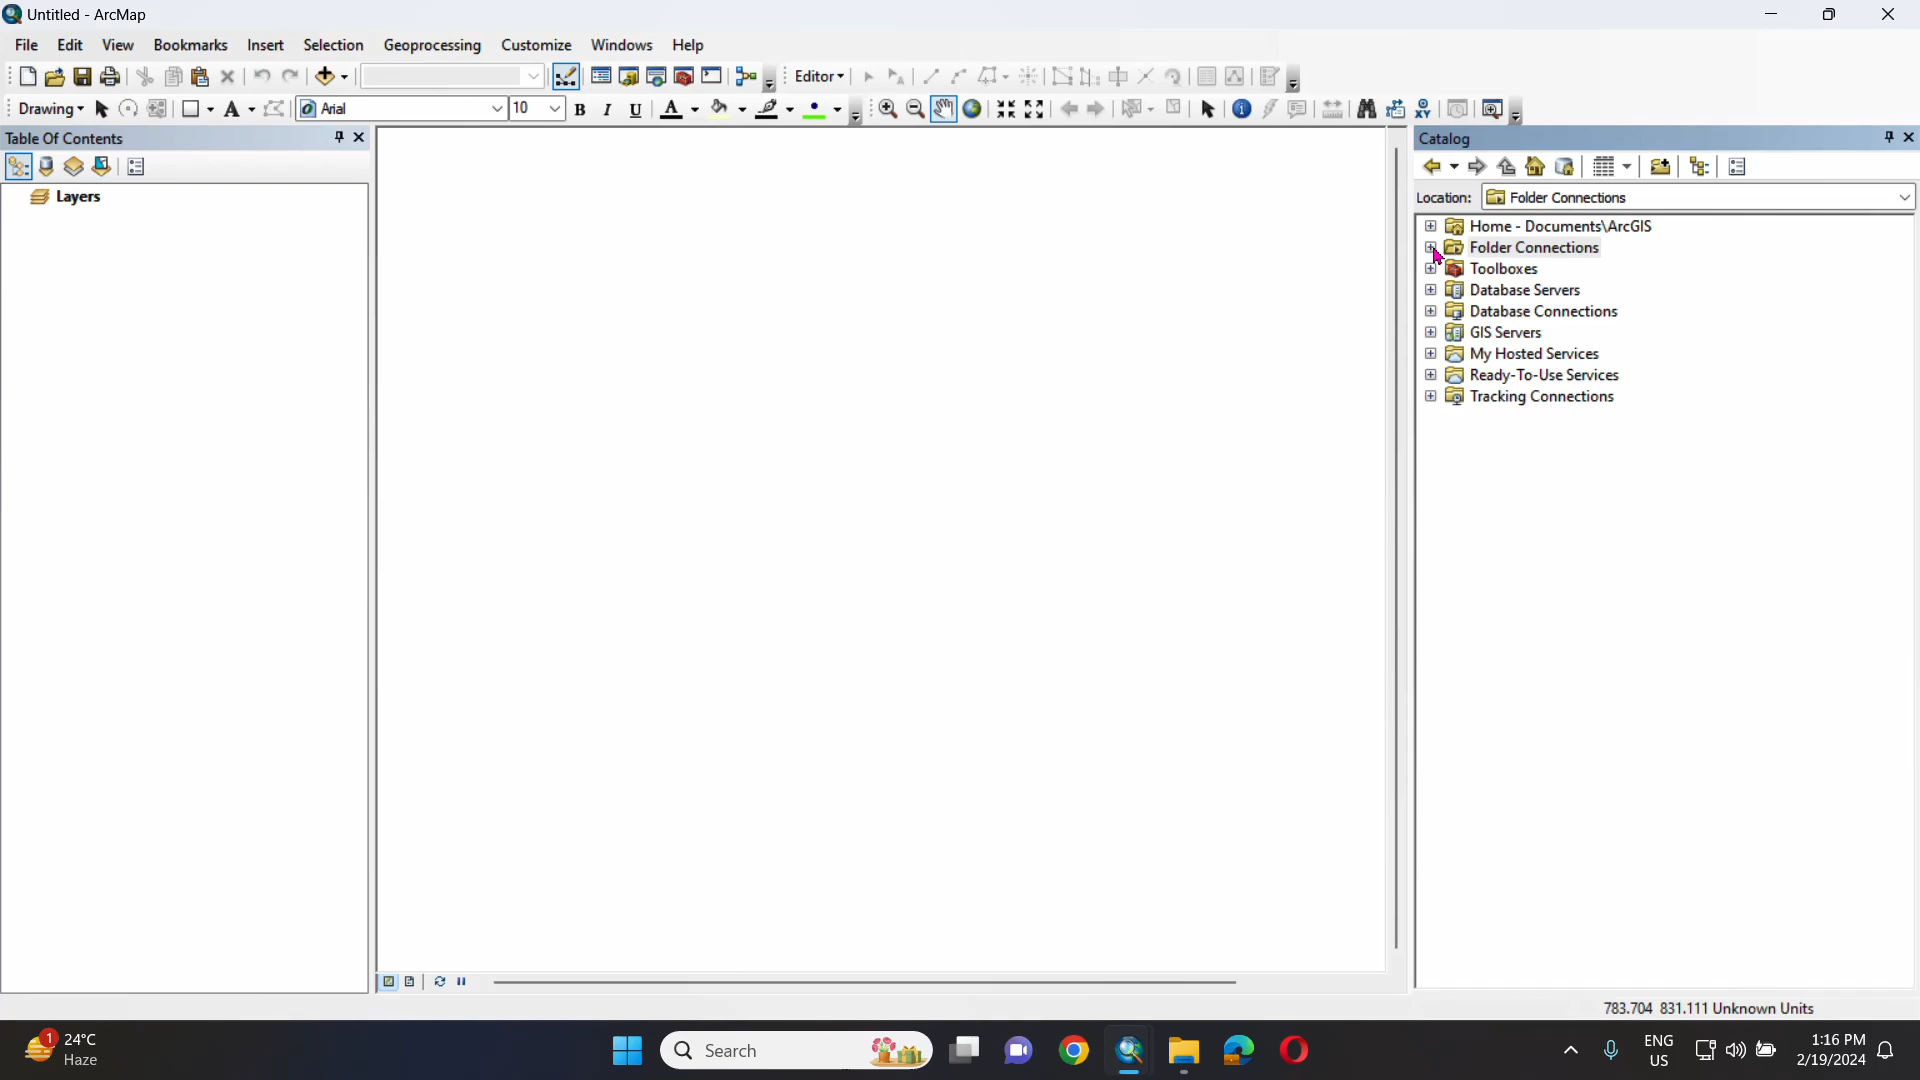 Untitled - ArcMap
File Edit View Bookmarks Insert Selection Geoprocessing Customize Windows Help
Editor
Drawing A Arial 10 B I U A
Table Of Contents
Layers
Catalog
Location: Folder Connections
Home - Documents\ArcGIS
Folder Connections
Toolboxes
Database Servers
Database Connections
GIS Servers
My Hosted Services
Ready-To-Use Services
Tracking Connections
783.704 831.111 Unknown Units
1
24°C
Haze
Search
ENG
US
1:16 PM
2/19/2024